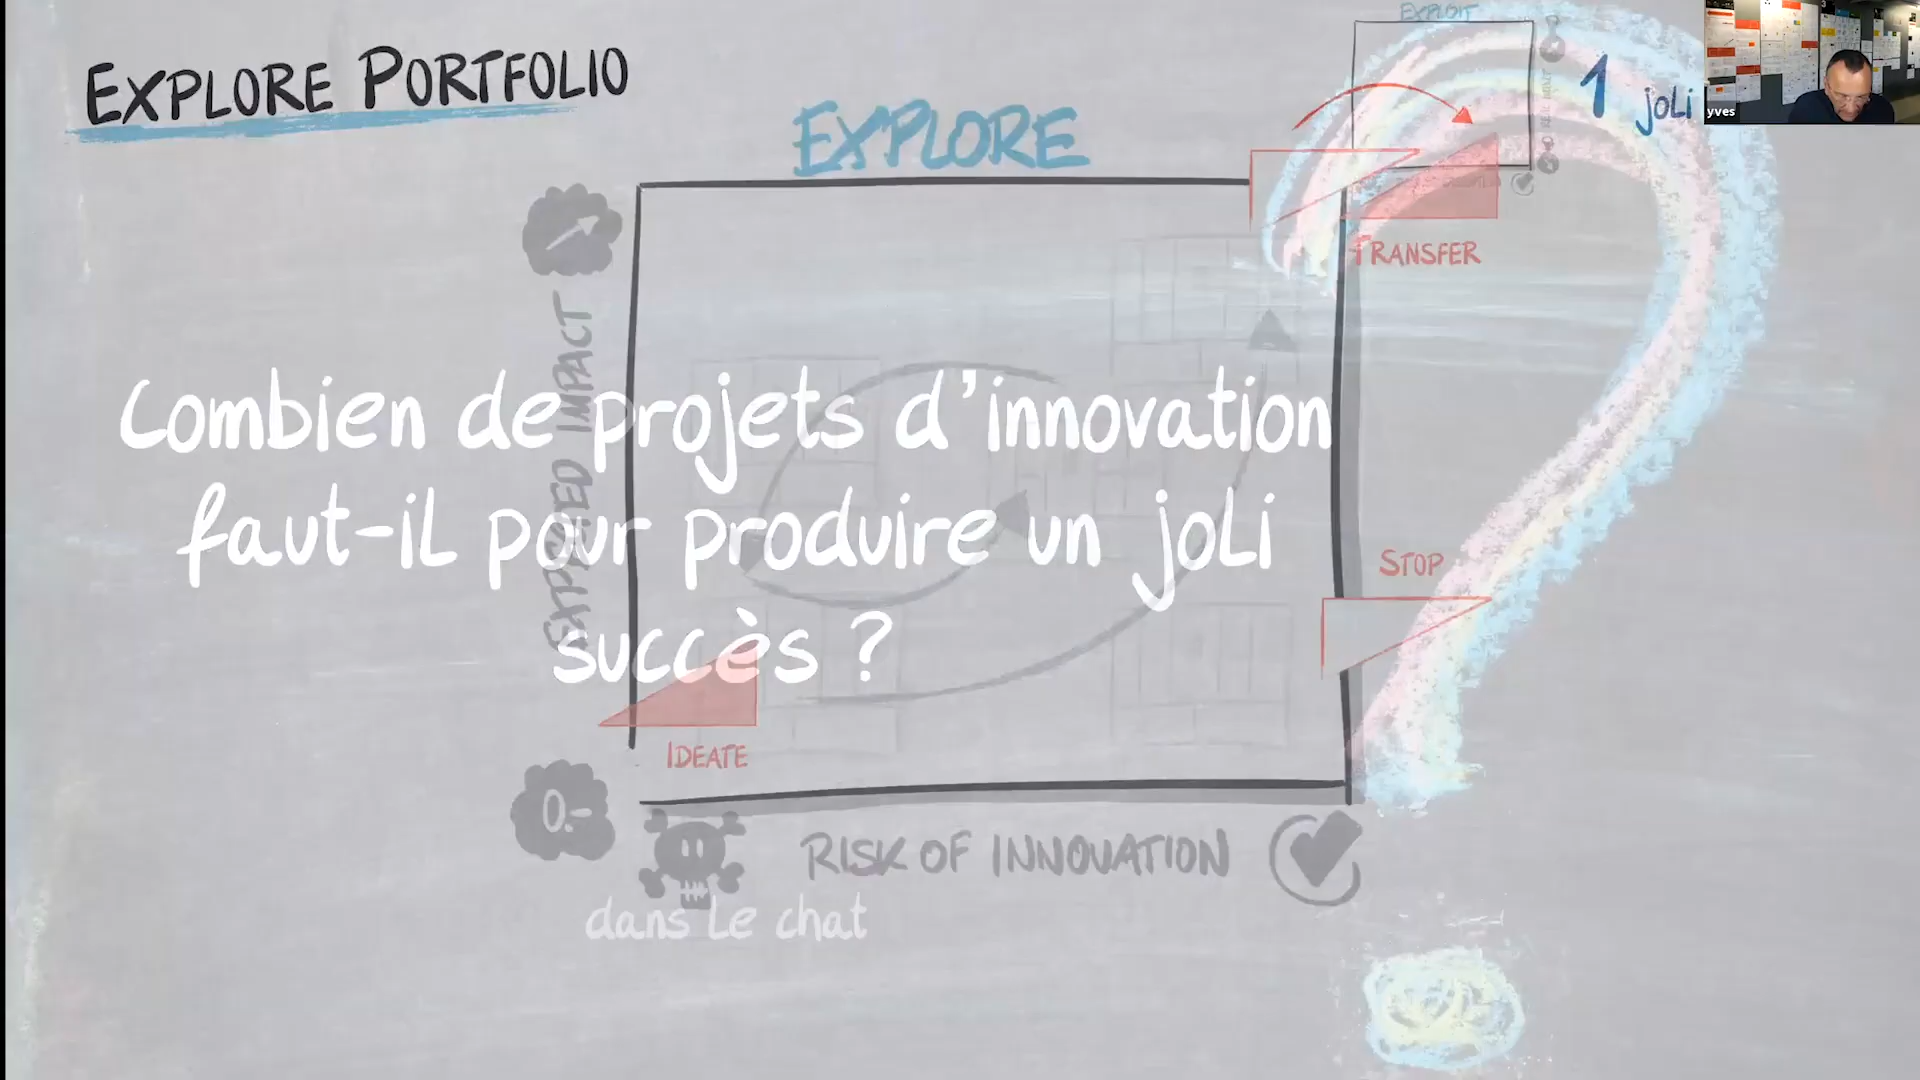 EXPLORE PORTFOLIO
EXPLORE
EXPLOIT
1 joli
yves
TRANSFER
EXPECTED IMPACT
Combien de projets d'innovation
faut-il pour produire un joli
succès ?
STOP
IDEATE
0.-
RISK OF INNOVATION
dans le chat